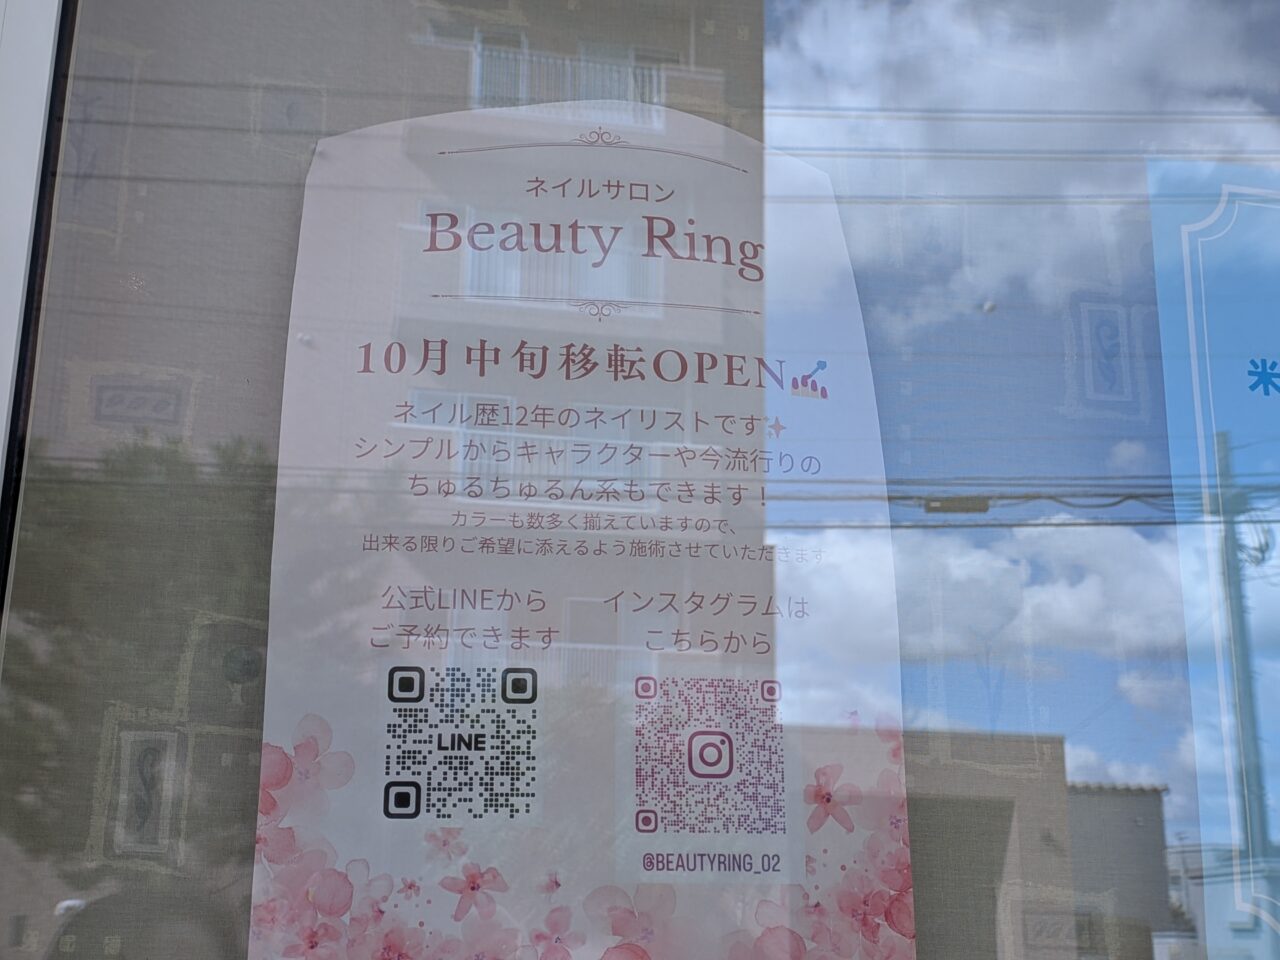 ネイルサロン
Beauty Ring
10月中旬移転OPEN💅
ネイル歴12年のネイリストです✨
シンプルからキャラクターや今流行りの
ちゅるちゅるん系もできます！
カラーも数多く揃えていますので、
出来る限りご希望に添えるよう施術させていただきます
公式LINEから
ご予約できます
インスタグラムは
こちらから
LINE
@BEAUTYRING_02
米